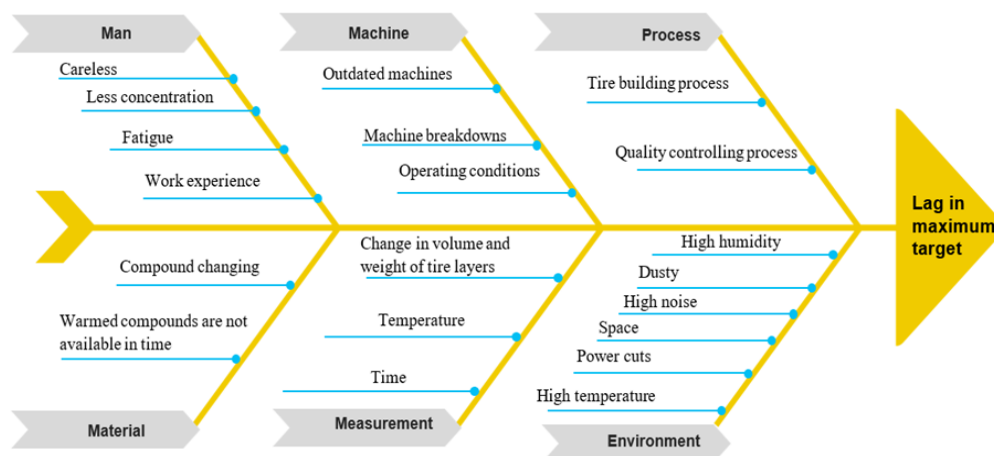 Man
Careless
Less concentration
Fatigue
Work experience
Machine
Outdated machines
Machine breakdowns
Operating conditions
Process
Tire building process
Quality controlling process
Lag in
maximum
target
Compound changing
Warmed compounds are not
available in time
Material
Change in volume and
weight of tire layers
Temperature
Time
Measurement
High humidity
Dusty
High noise
Space
Power cuts
High temperature
Environment